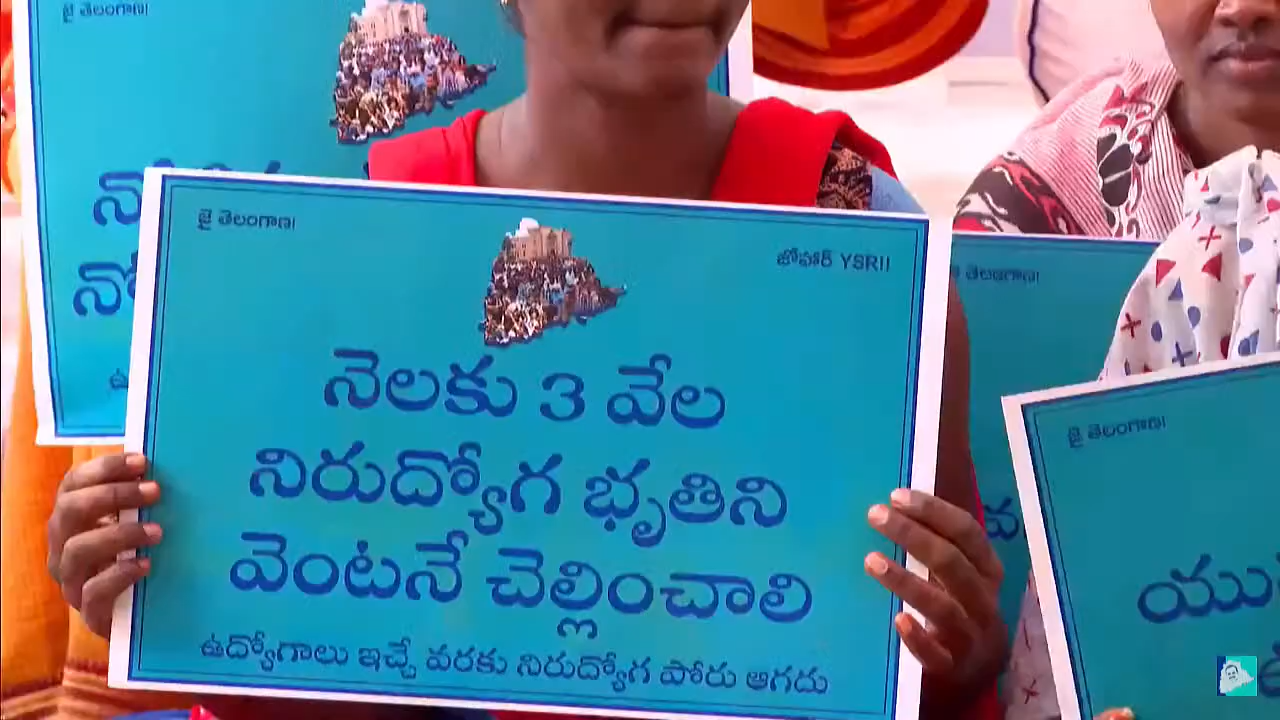 జై తెలంగాణ!
జై తెలంగాణ!
జోహార్ YSR!!
నెలకు 3 వేల
నిరుద్యోగ భృతిని
వెంటనే చెల్లించాలి
ఉద్యోగాలు ఇచ్చే వరకు నిరుద్యోగ పోరు ఆగదు
జై తెలంగాణ!
జై తెలంగాణ!